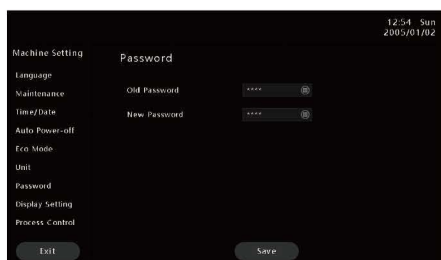 12:54 Sun
2005/01/02
Machine Setting
Language
Maintenance
Time/Date
Auto Power-off
Eco Mode
Unit
Password
Display Setting
Process Control
Password
Old Password ****
New Password ****
Exit
Save